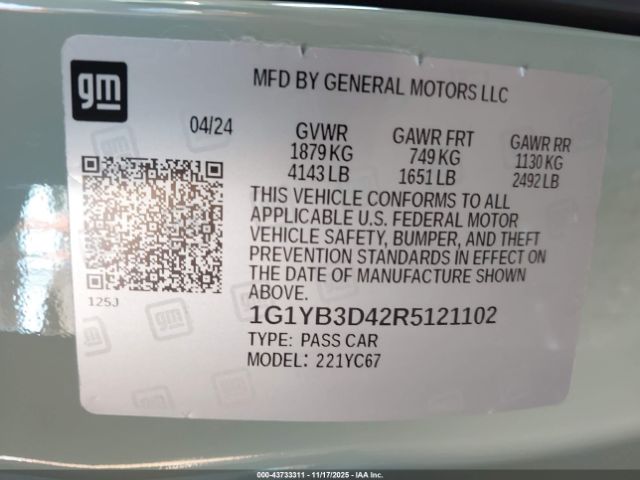 gm
MFD BY GENERAL MOTORS LLC
04/24
GVWR GAWR FRT GAWR RR
1879 KG 749 KG 1130 KG
4143 LB 1651 LB 2492 LB
THIS VEHICLE CONFORMS TO ALL
APPLICABLE U.S. FEDERAL MOTOR
VEHICLE SAFETY, BUMPER, AND THEFT
PREVENTION STANDARDS IN EFFECT ON
THE DATE OF MANUFACTURE SHOWN
ABOVE.
125J
1G1YB3D42R5121102
TYPE: PASS CAR
MODEL: 221YC67
000-43733311 - 11/17/2025 - IAA Inc.